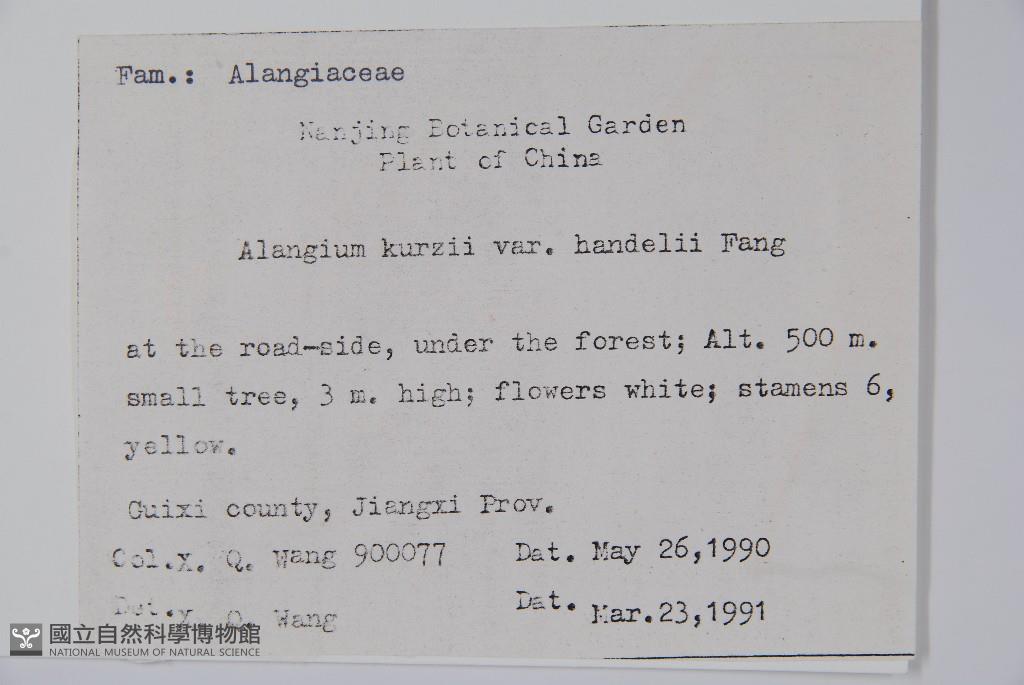 Fam.: Alangiaceae
Nanjing Botanical Garden
Plant of China
Alangium kurzii var. handelii Fang
at the road-side, under the forest; Alt. 500 m.
small tree, 3 m. high; flowers white; stamens 6,
yellow.
Guixi county, Jiangxi Prov.
Col.X. Q. Wang 900077 Dat. May 26,1990
Det.X. Q. Wang Dat. Mar.23,1991
國立自然科學博物館
NATIONAL MUSEUM OF NATURAL SCIENCE